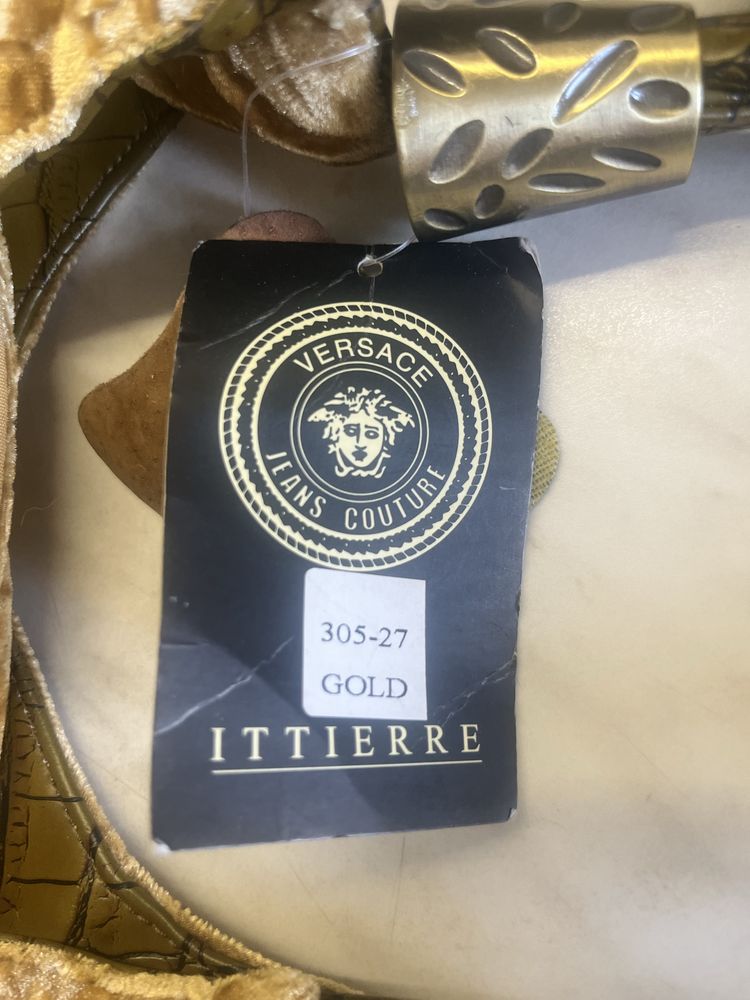 VERSACE
JEANS COUTURE
305-27
GOLD
ITTIERRE